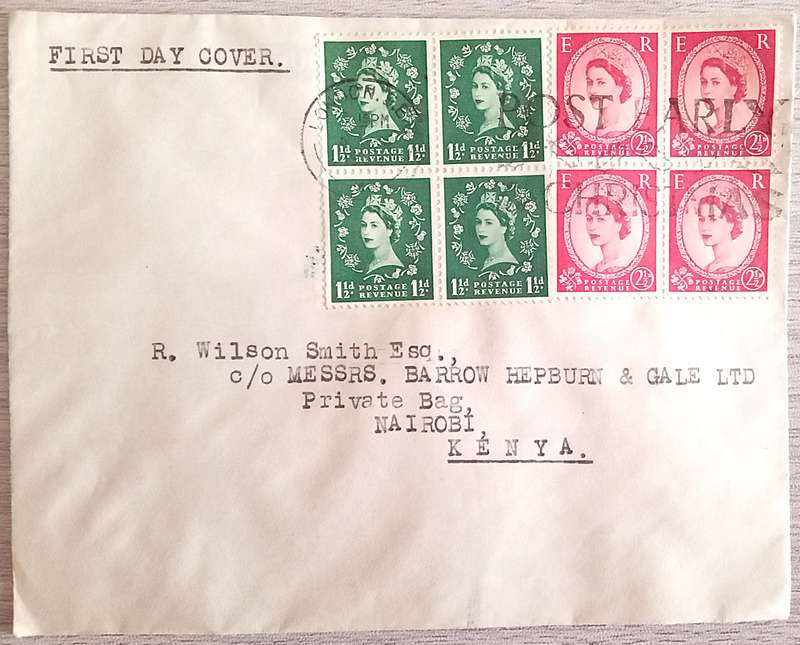 FIRST DAY COVER.
LONDON
PM
POST EARLY
CHRISTMAS
1½d POSTAGE REVENUE 1½d
1½d POSTAGE REVENUE 1½d
E R
POSTAGE REVENUE 2½d
E R
POSTAGE REVENUE 2½d
1½d POSTAGE REVENUE 1½d
1½d POSTAGE REVENUE 1½d
E R
POSTAGE REVENUE 2½d
E R
POSTAGE REVENUE 2½d
R. Wilson Smith Esq.,
c/o MESSRS. BARROW HEPBURN & GALE LTD
Private Bag,
NAIROBI,
KENYA.